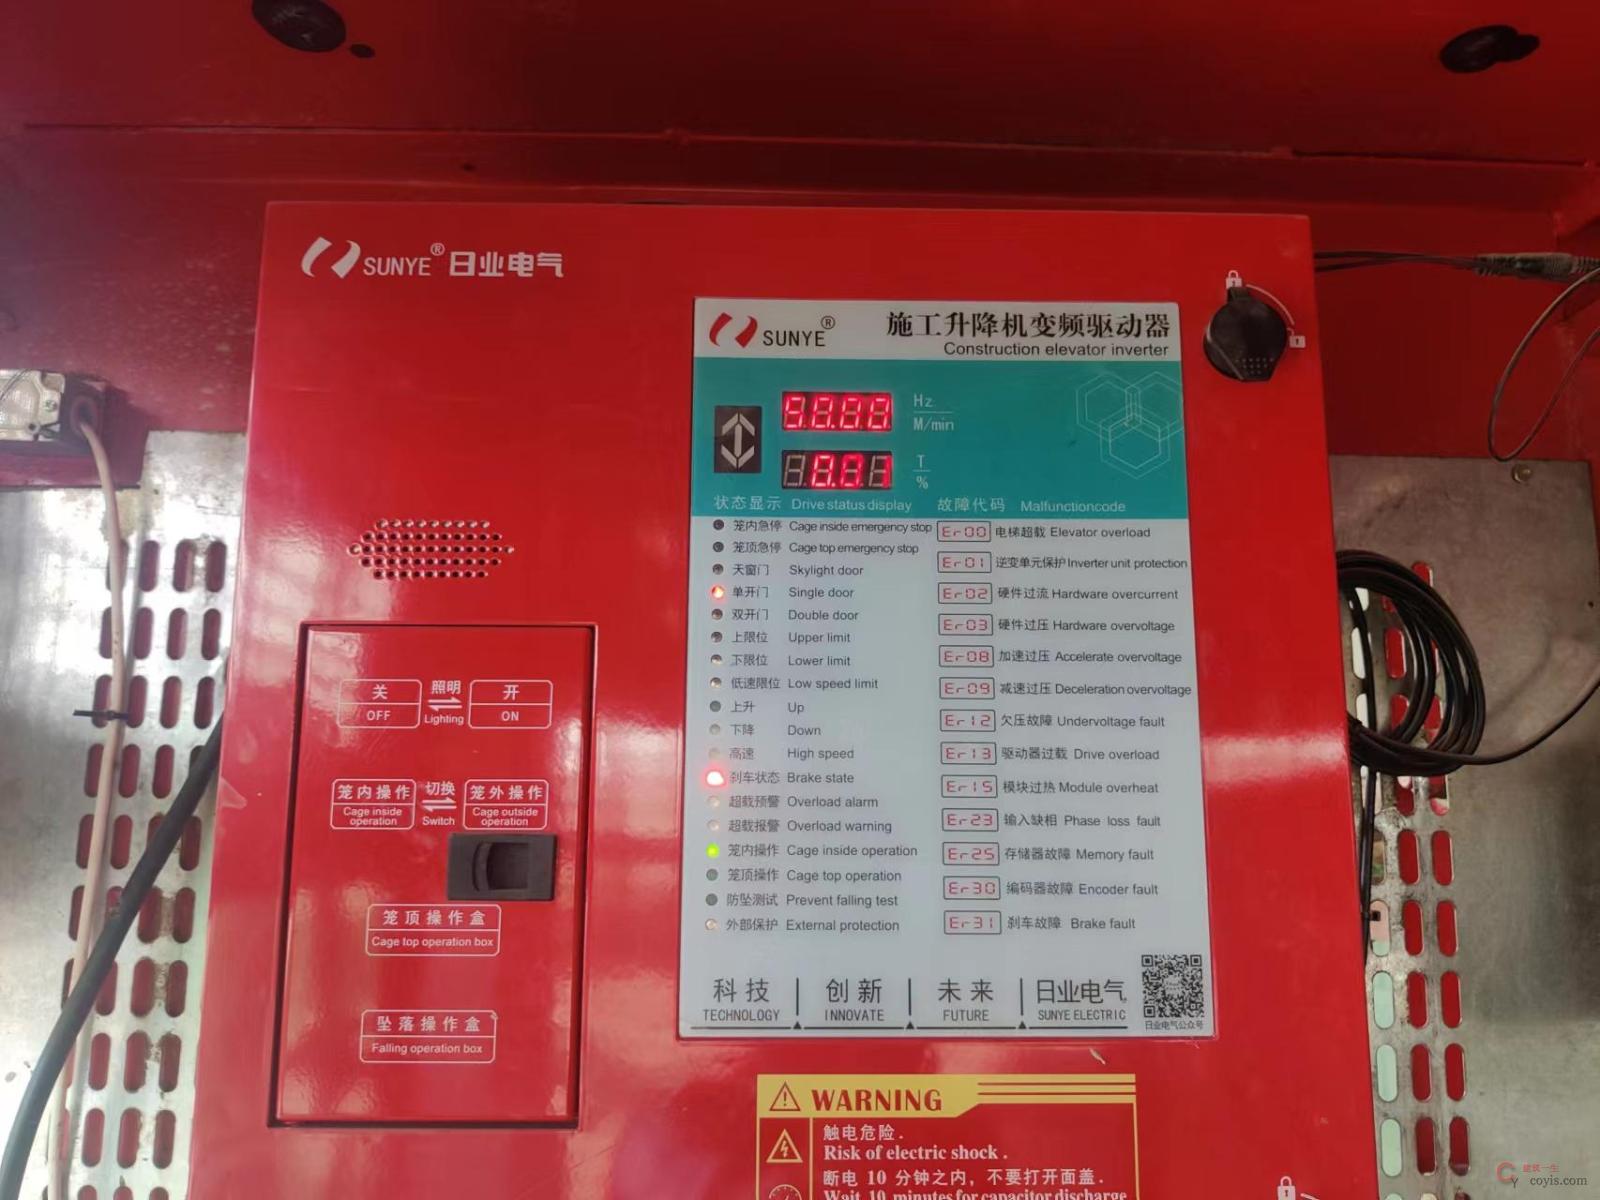 SUNYE® 日业电气
SUNYE®
施工升降机变频驱动器
Construction elevator inverter
Hz
M/min
0.01
T
%
状态显示 Drive status display
故障代码 Malfunctioncode
笼内急停 Cage inside emergency stop
笼顶急停 Cage top emergency stop
天窗门 Skylight door
单开门 Single door
双开门 Double door
上限位 Upper limit
下限位 Lower limit
低速限位 Low speed limit
上升 Up
下降 Down
高速 High speed
刹车状态 Brake state
超载预警 Overload alarm
超载报警 Overload warning
笼内操作 Cage inside operation
笼顶操作 Cage top operation
防坠测试 Prevent falling test
外部保护 External protection
Er00 电梯超载 Elevator overload
Er01 逆变单元保护 Inverter unit protection
Er02 硬件过流 Hardware overcurrent
Er03 硬件过压 Hardware overvoltage
Er08 加速过压 Accelerate overvoltage
Er09 减速过压 Deceleration overvoltage
Er12 欠压故障 Undervoltage fault
Er13 驱动器过载 Drive overload
Er15 模块过热 Module overheat
Er23 输入缺相 Phase loss fault
Er25 存储器故障 Memory fault
Er30 编码器故障 Encoder fault
Er31 刹车故障 Brake fault
科技
TECHNOLOGY
创新
INNOVATE
未来
FUTURE
日业电气
SUNYE ELECTRIC
日业电气公众号
关
OFF
照明
Lighting
开
ON
笼内操作
Cage inside
operation
切换
Switch
笼外操作
Cage outside
operation
笼顶操作盒
Cage top operation box
坠落操作盒
Falling operation box
WARNING
触电危险.
Risk of electric shock.
断电 10 分钟之内，不要打开面盖.
Wait 10 minutes for capacitor discharge
建筑一生
coyis.com